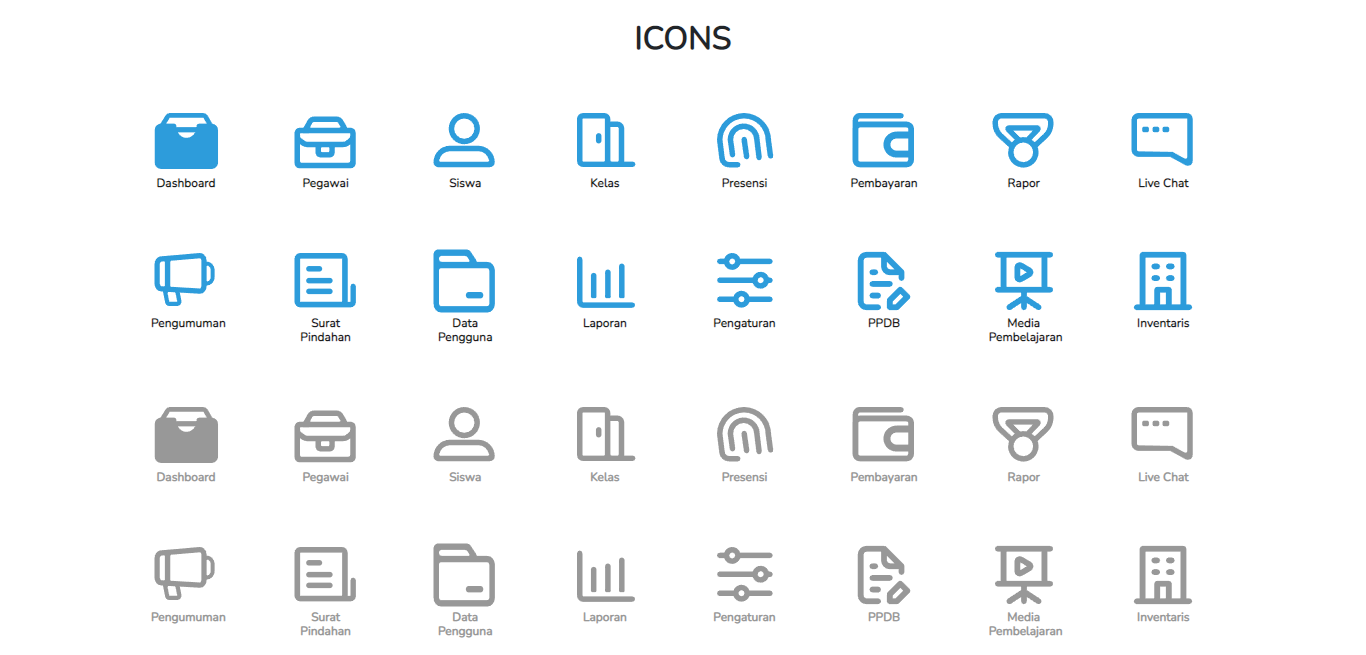 ICONS
Dashboard
Pegawai
Siswa
Kelas
Presensi
Pembayaran
Rapor
Live Chat
Pengumuman
Surat
Pindahan
Data
Pengguna
Laporan
Pengaturan
PPDB
Media
Pembelajaran
Inventaris
Dashboard
Pegawai
Siswa
Kelas
Presensi
Pembayaran
Rapor
Live Chat
Pengumuman
Surat
Pindahan
Data
Pengguna
Laporan
Pengaturan
PPDB
Media
Pembelajaran
Inventaris